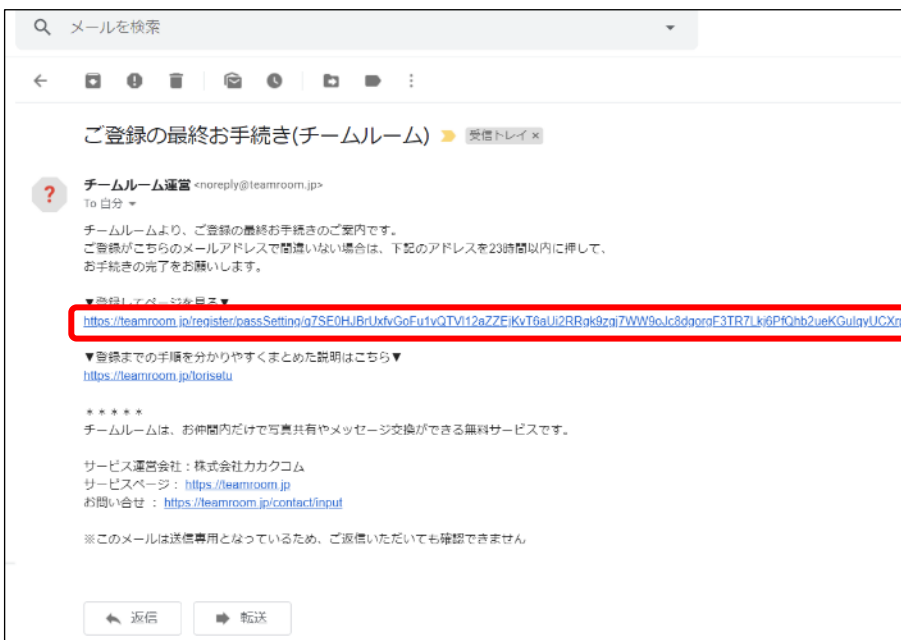 メールを検索
ご登録の最終お手続き(チームルーム) 受信トレイ ×
チームルーム運営 <noreply@teamroom.jp>
To 自分
チームルームより、ご登録の最終お手続きのご案内です。
ご登録がこちらのメールアドレスで間違いない場合は、下記のアドレスを23時間以内に押して、
お手続きの完了をお願いします。
▼登録してページを見る▼
▼登録までの手順を分かりやすくまとめた説明はこちら▼
https://teamroom.jp/torisetu
*****
チームルームは、お仲間内だけで写真共有やメッセージ交換ができる無料サービスです。
サービス運営会社：株式会社カカクコム
サービスページ： https://teamroom.jp
お問い合せ ： https://teamroom.jp/contact/input
※このメールは送信専用となっているため、ご返信いただいても確認できません
返信 転送